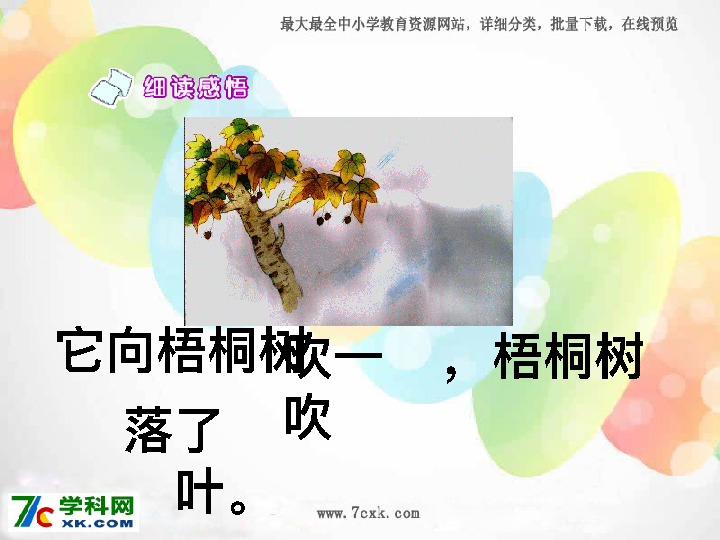 最大最全中小学教育资源网站，详细分类，批量下载，在线预览
细读感悟
它向梧桐树吹一吹，梧桐树
落了
叶。
7C学科网
XK.COM
www.7cxk.com